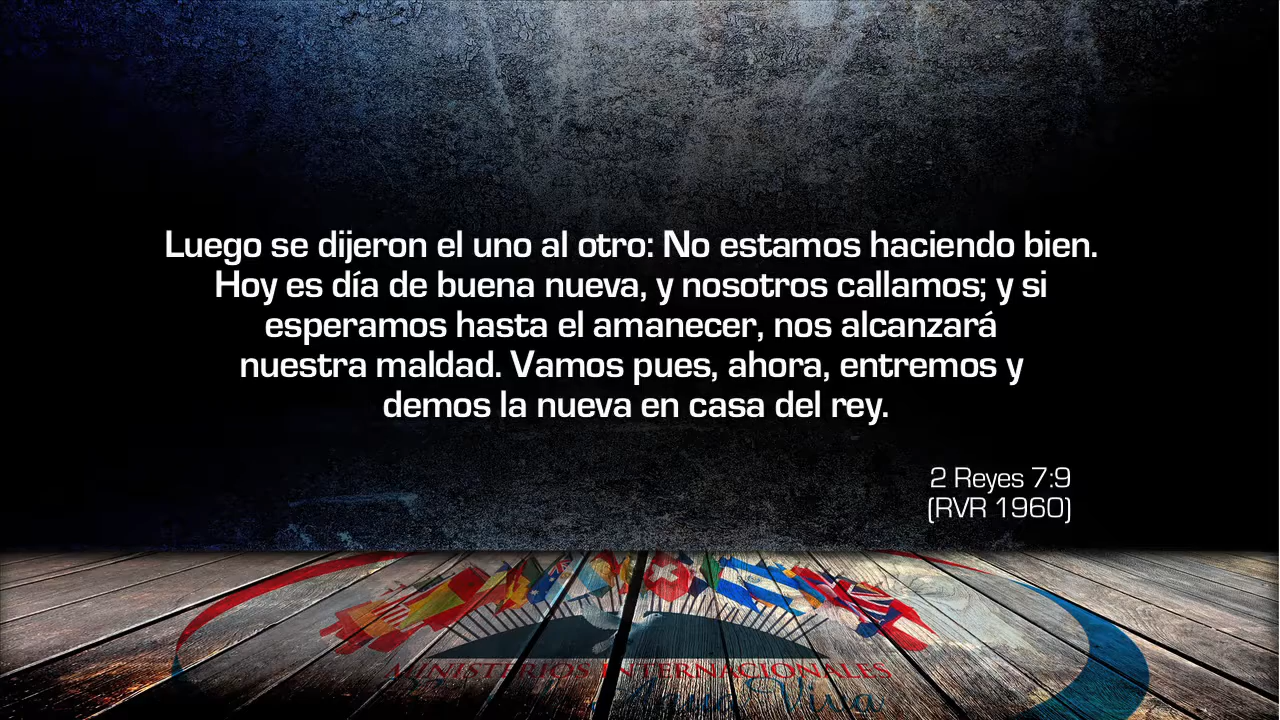 Luego se dijeron el uno al otro: No estamos haciendo bien.
Hoy es día de buena nueva, y nosotros callamos; y si
esperamos hasta el amanecer, nos alcanzará
nuestra maldad. Vamos pues, ahora, entremos y
demos la nueva en casa del rey.
2 Reyes 7:9
(RVR 1960)
MINISTERIOS INTERNACIONALES
Agua Viva